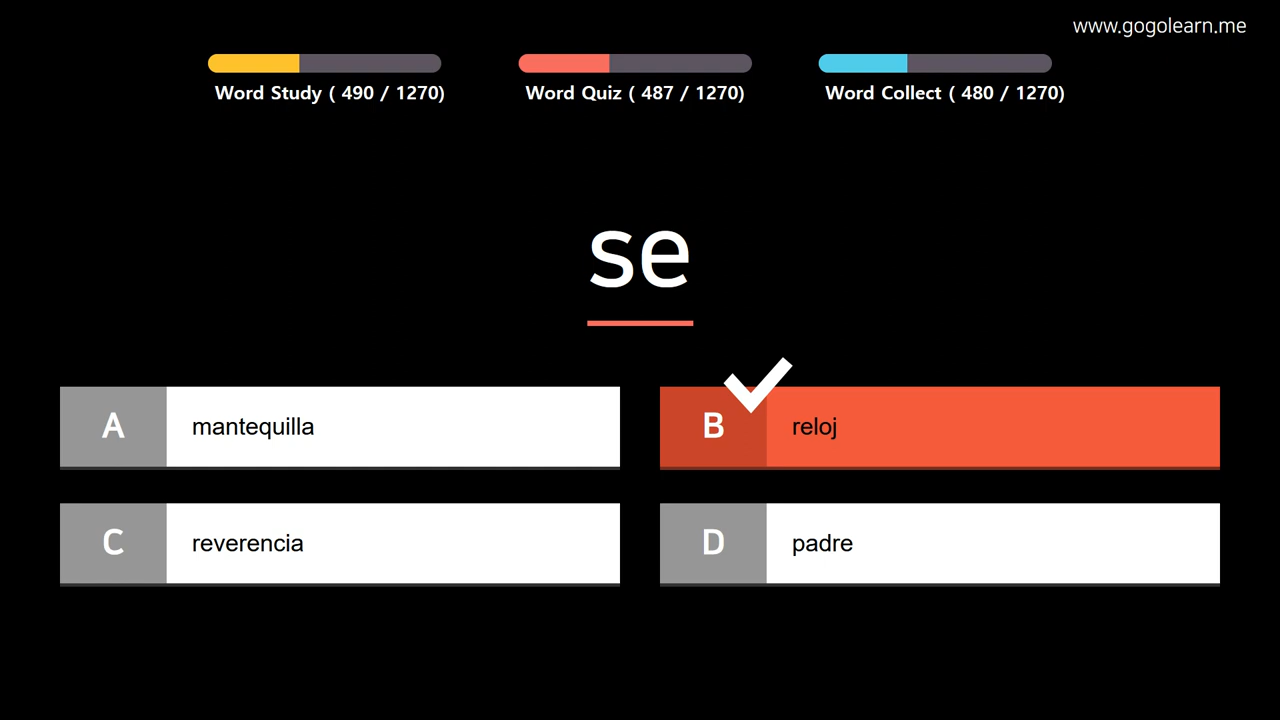 www.gogolearn.me
Word Study ( 490 / 1270)
Word Quiz ( 487 / 1270)
Word Collect ( 480 / 1270)
se
A
mantequilla
B
reloj
C
reverencia
D
padre